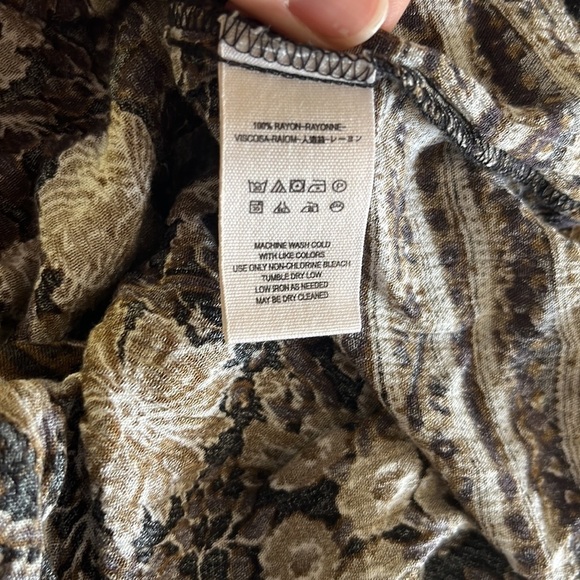 100% RAYON-RAYONNE-
VISCOSA-RAION-人造絲-レーヨン
MACHINE WASH COLD
WITH LIKE COLORS
USE ONLY NON-CHLORINE BLEACH
TUMBLE DRY LOW
LOW IRON AS NEEDED
MAY BE DRY CLEANED